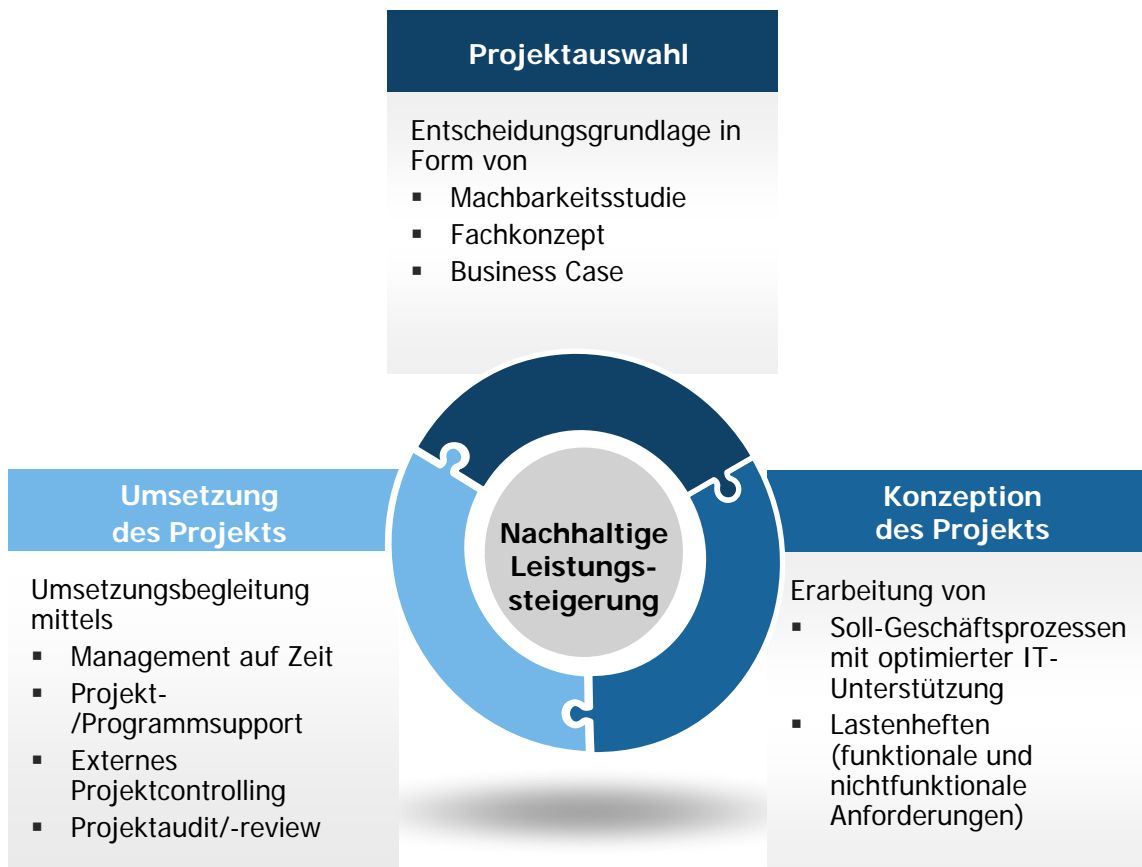 Projektauswahl
Entscheidungsgrundlage in
Form von
▪ Machbarkeitsstudie
▪ Fachkonzept
▪ Business Case
Umsetzung
des Projekts
Umsetzungsbegleitung
mittels
▪ Management auf Zeit
▪ Projekt-
/Programmsupport
▪ Externes
Projektcontrolling
▪ Projektaudit/-review
Nachhaltige
Leistungs-
steigerung
Konzeption
des Projekts
Erarbeitung von
▪ Soll-Geschäftsprozessen
mit optimierter IT-
Unterstützung
▪ Lastenheften
(funktionale und
nichtfunktionale
Anforderungen)